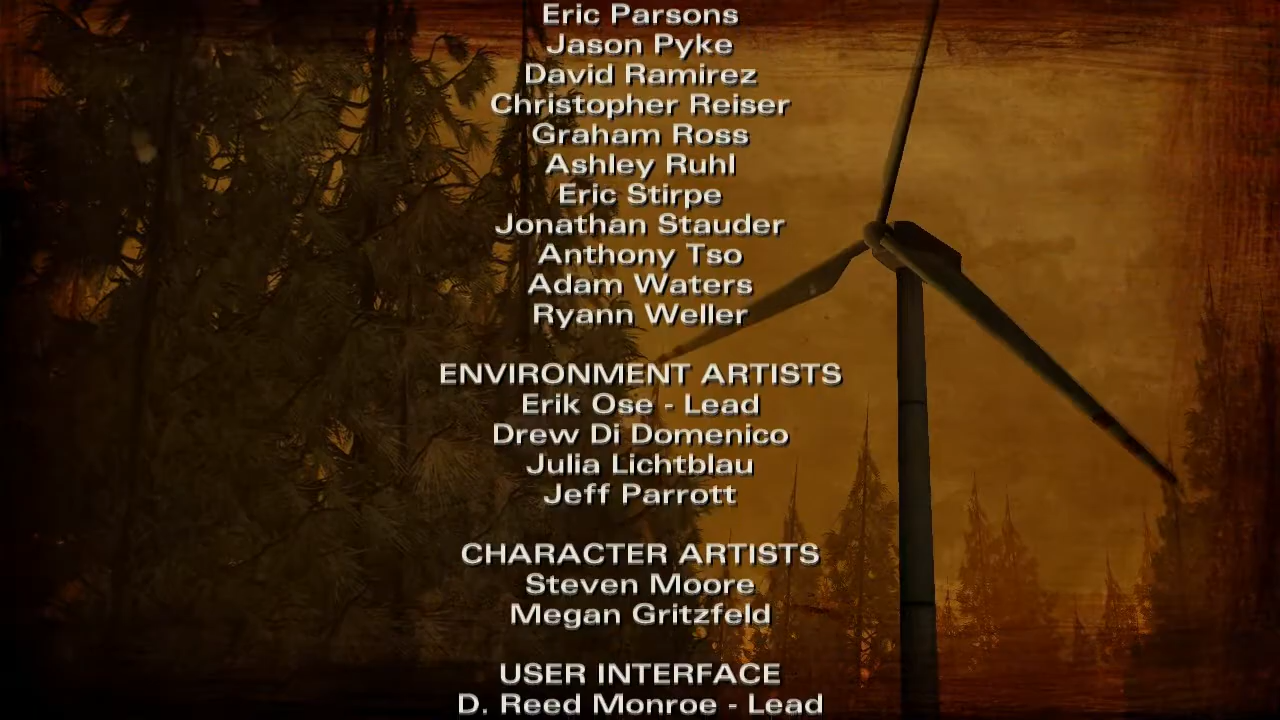 Eric Parsons
Jason Pyke
David Ramirez
Christopher Reiser
Graham Ross
Ashley Ruhl
Eric Stirpe
Jonathan Stauder
Anthony Tso
Adam Waters
Ryann Weller
ENVIRONMENT ARTISTS
Erik Ose - Lead
Drew Di Domenico
Julia Lichtblau
Jeff Parrott
CHARACTER ARTISTS
Steven Moore
Megan Gritzfeld
USER INTERFACE
D. Reed Monroe - Lead